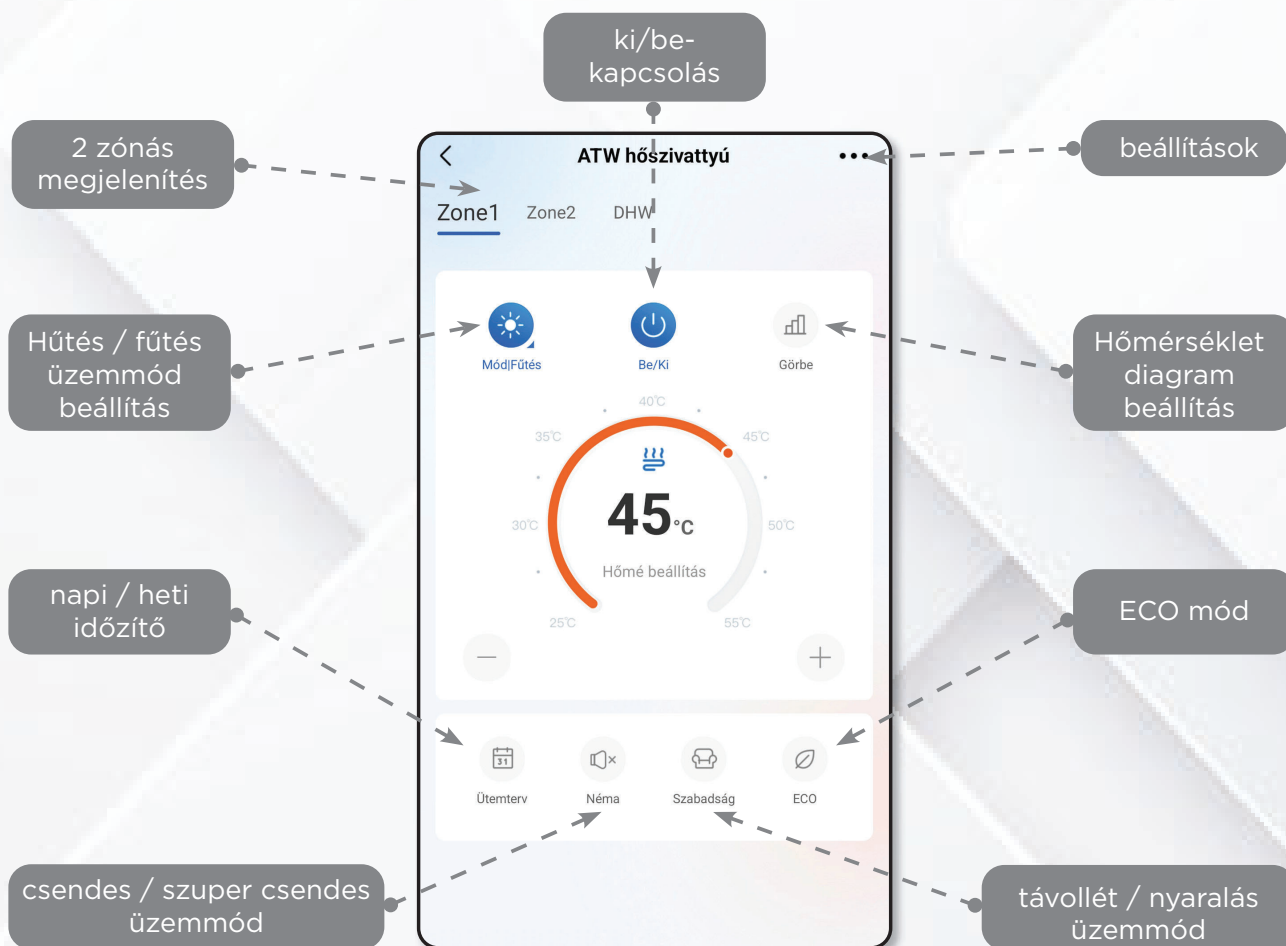 ki/be-
kapcsolás
2 zónás
megjelenítés
beállítások
ATW hőszivattyú
Zone1 Zone2 DHW
Hűtés / fűtés
üzemmód
beállítás
Hőmérséklet
diagram
beállítás
Mód|Fűtés Be/Ki Görbe
40°C
35°C 45°C
45°C
30°C 50°C
Hőmé beállítás
25°C 55°C
napi / heti
időzítő
ECO mód
31
Ütemterv Néma Szabadság ECO
csendes / szuper csendes
üzemmód
távollét / nyaralás
üzemmód